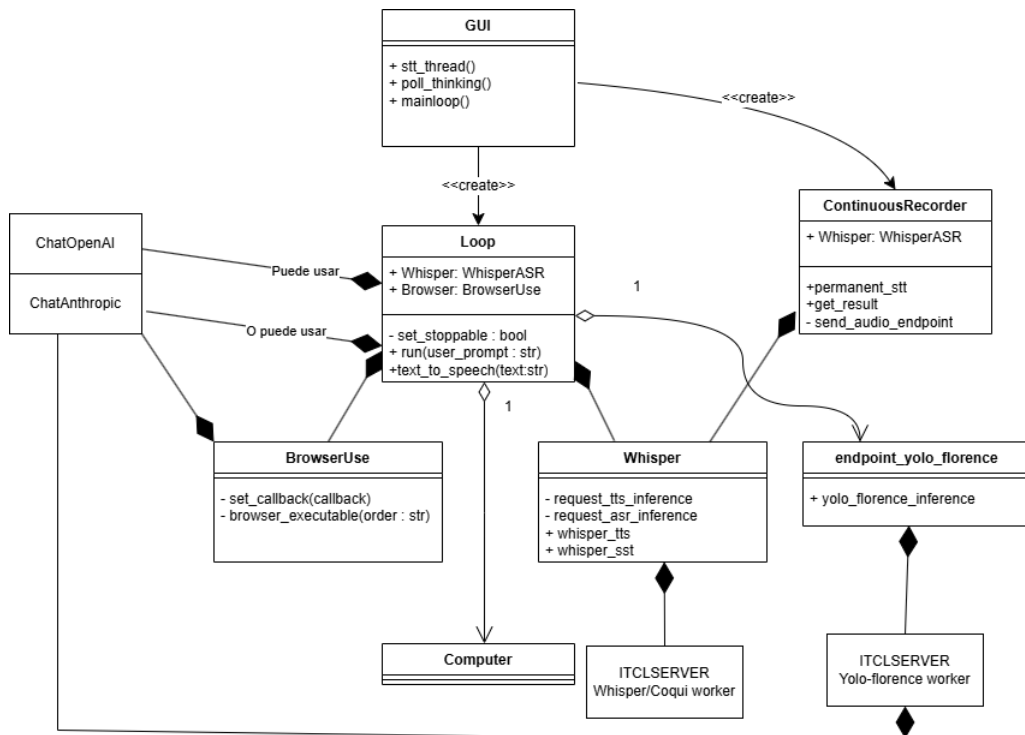 GUI
+ stt_thread()
+ poll_thinking()
+ mainloop()
<<create>>
<<create>>
ContinuousRecorder
+ Whisper: WhisperASR
+permanent_stt
+get_result
- send_audio_endpoint
ChatOpenAI
ChatAnthropic
Puede usar
O puede usar
Loop
+ Whisper: WhisperASR
+ Browser: BrowserUse
- set_stoppable : bool
+ run(user_prompt : str)
+text_to_speech(text:str)
1
1
BrowserUse
- set_callback(callback)
- browser_executable(order : str)
Whisper
- request_tts_inference
- request_asr_inference
+ whisper_tts
+ whisper_sst
endpoint_yolo_florence
+ yolo_florence_inference
Computer
ITCLSERVER
Whisper/Coqui worker
ITCLSERVER
Yolo-florence worker